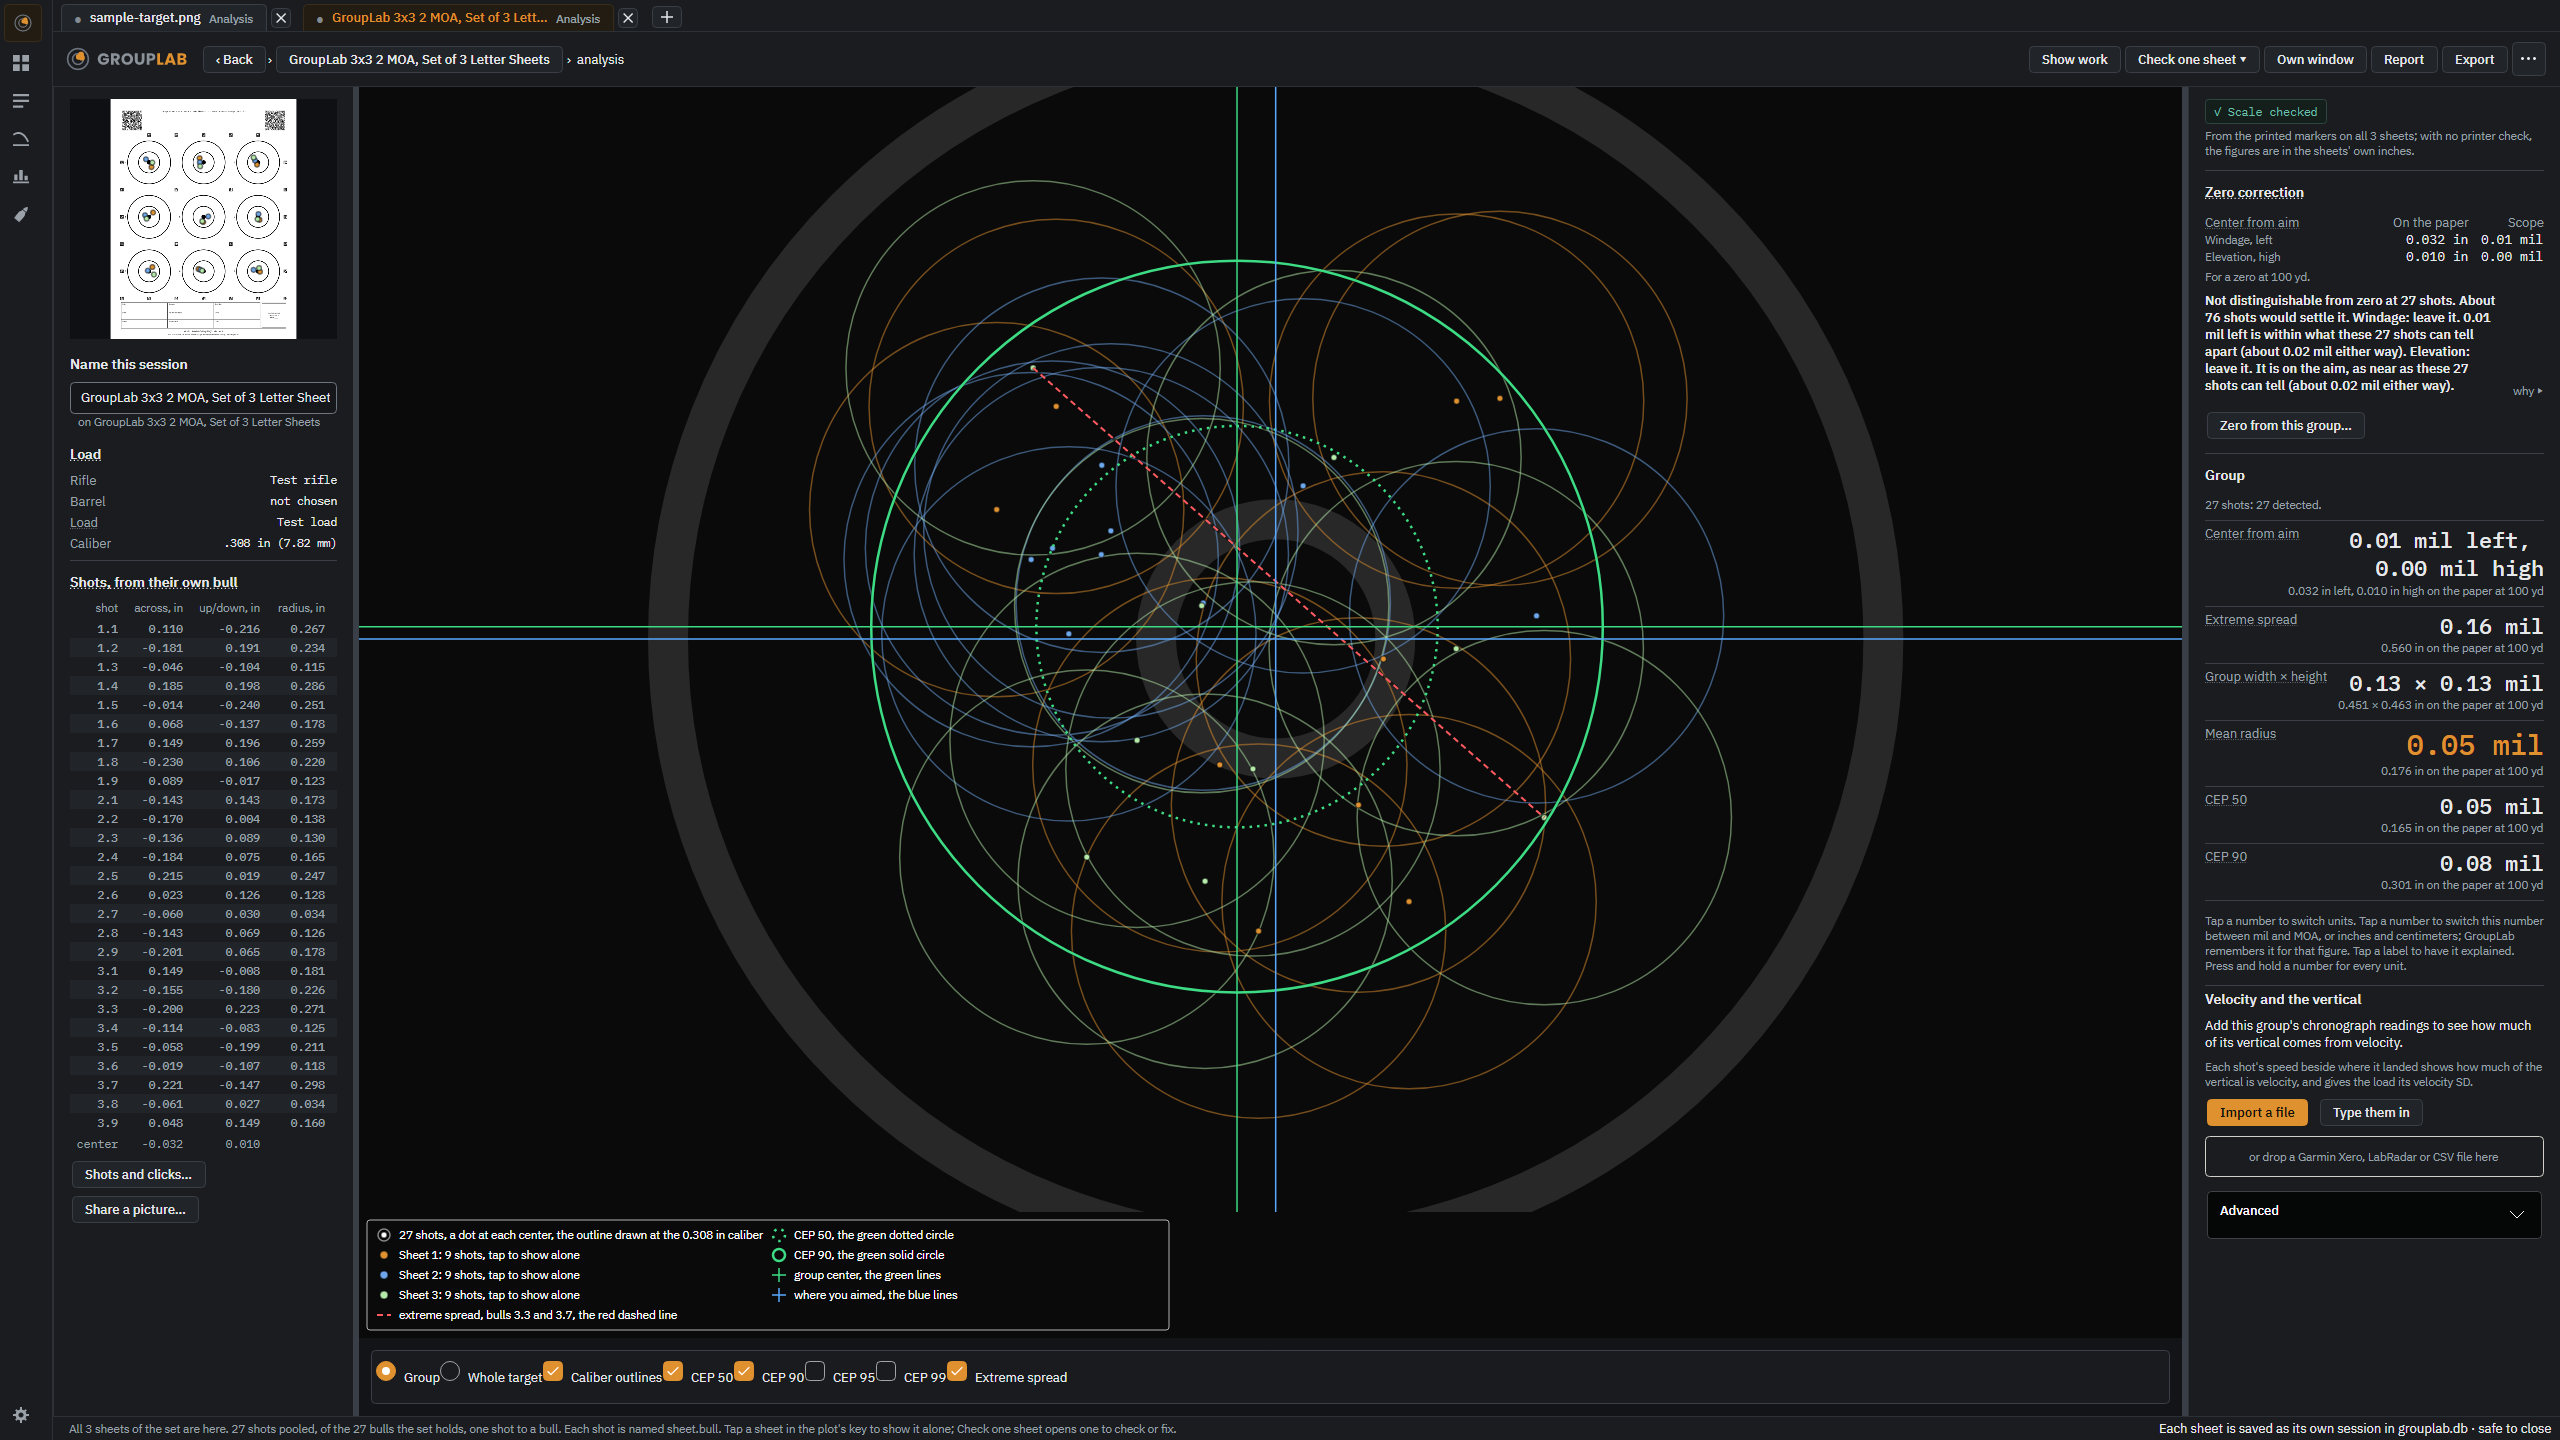 sample-target.png Analysis
GroupLab 3x3 2 MOA, Set of 3 Lett... Analysis
GROUPLAB
‹ Back › GroupLab 3x3 2 MOA, Set of 3 Letter Sheets › analysis
Show work
Check one sheet ▾
Own window
Report
Export
Name this session
GroupLab 3x3 2 MOA, Set of 3 Letter Sheet
on GroupLab 3x3 2 MOA, Set of 3 Letter Sheets
Load
Rifle Test rifle
Barrel not chosen
Load Test load
Caliber .308 in (7.82 mm)
Shots, from their own bull
shot across, in up/down, in radius, in
1.1 0.110 -0.216 0.267
1.2 -0.181 0.191 0.234
1.3 -0.046 -0.104 0.115
1.4 0.185 0.198 0.286
1.5 -0.014 -0.240 0.251
1.6 0.068 -0.137 0.178
1.7 0.149 0.196 0.259
1.8 -0.230 0.106 0.220
1.9 0.089 -0.017 0.123
2.1 -0.143 0.143 0.173
2.2 -0.170 0.004 0.138
2.3 -0.136 0.089 0.130
2.4 -0.184 0.075 0.165
2.5 0.215 0.019 0.247
2.6 0.023 0.126 0.128
2.7 -0.060 0.030 0.034
2.8 -0.143 0.069 0.126
2.9 -0.201 0.065 0.178
3.1 0.149 -0.008 0.181
3.2 -0.155 -0.180 0.226
3.3 -0.200 0.223 0.271
3.4 -0.114 -0.083 0.125
3.5 -0.058 -0.199 0.211
3.6 -0.019 -0.107 0.118
3.7 0.221 -0.147 0.298
3.8 -0.061 0.027 0.034
3.9 0.048 0.149 0.160
center -0.032 0.010
Shots and clicks...
Share a picture...
27 shots, a dot at each center, the outline drawn at the 0.308 in caliber
Sheet 1: 9 shots, tap to show alone
Sheet 2: 9 shots, tap to show alone
Sheet 3: 9 shots, tap to show alone
extreme spread, bulls 3.3 and 3.7, the red dashed line
CEP 50, the green dotted circle
CEP 90, the green solid circle
group center, the green lines
where you aimed, the blue lines
Group Whole target Caliber outlines CEP 50 CEP 90 CEP 95 CEP 99 Extreme spread
√ Scale checked
From the printed markers on all 3 sheets; with no printer check,
the figures are in the sheets' own inches.
Zero correction
Center from aim On the paper Scope
Windage, left 0.032 in 0.01 mil
Elevation, high 0.010 in 0.00 mil
For a zero at 100 yd.
Not distinguishable from zero at 27 shots. About
76 shots would settle it. Windage: leave it. 0.01
mil left is within what these 27 shots can tell
apart (about 0.02 mil either way). Elevation:
leave it. It is on the aim, as near as these 27
shots can tell (about 0.02 mil either way).
why ▸
Zero from this group...
Group
27 shots: 27 detected.
Center from aim 0.01 mil left,
0.00 mil high
0.032 in left, 0.010 in high on the paper at 100 yd
Extreme spread 0.16 mil
0.560 in on the paper at 100 yd
Group width × height 0.13 × 0.13 mil
0.451 × 0.463 in on the paper at 100 yd
Mean radius 0.05 mil
0.176 in on the paper at 100 yd
CEP 50 0.05 mil
0.165 in on the paper at 100 yd
CEP 90 0.08 mil
0.301 in on the paper at 100 yd
Tap a number to switch units. Tap a number to switch this number
between mil and MOA, or inches and centimeters; GroupLab
remembers it for that figure. Tap a label to have it explained.
Press and hold a number for every unit.
Velocity and the vertical
Add this group's chronograph readings to see how much
of its vertical comes from velocity.
Each shot's speed beside where it landed shows how much of the
vertical is velocity, and gives the load its velocity SD.
Import a file
Type them in
or drop a Garmin Xero, LabRadar or CSV file here
Advanced
All 3 sheets of the set are here. 27 shots pooled, of the 27 bulls the set holds, one shot to a bull. Each shot is named sheet.bull. Tap a sheet in the plot's key to show it alone; Check one sheet opens one to check or fix.
Each sheet is saved as its own session in grouplab.db · safe to close